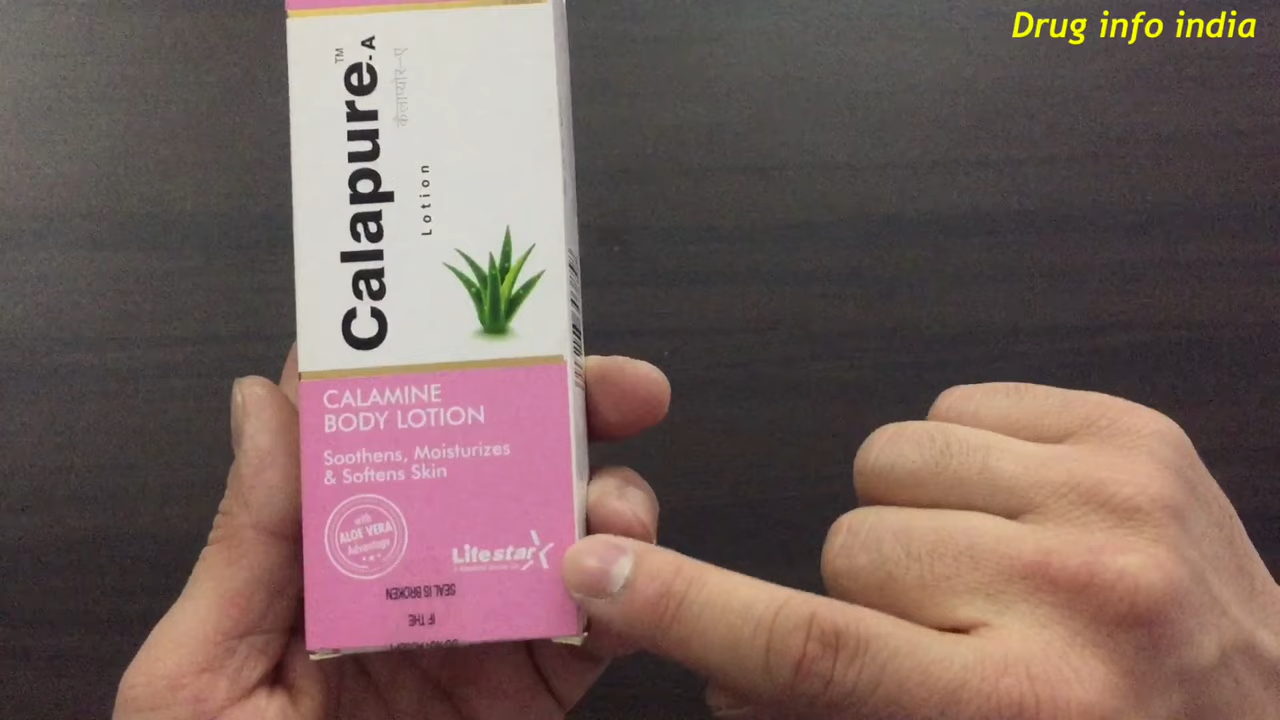 Drug info india
Calapure™-A
कॅलाप्योर-ए
Lotion
CALAMINE
BODY LOTION
Soothens, Moisturizes
& Softens Skin
with
ALOE VERA
Advantage
Lifestar
IF THE
SEAL IS BROKEN